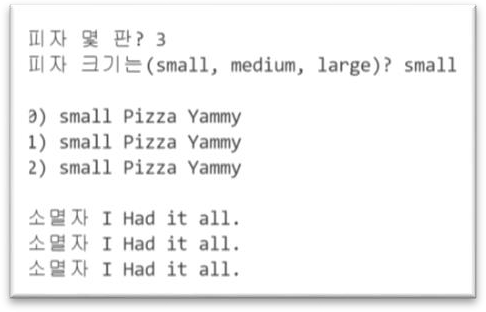 피자 몇 판? 3
피자 크기는(small, medium, large)? small
0) small Pizza Yammy
1) small Pizza Yammy
2) small Pizza Yammy
소멸자 I Had it all.
소멸자 I Had it all.
소멸자 I Had it all.